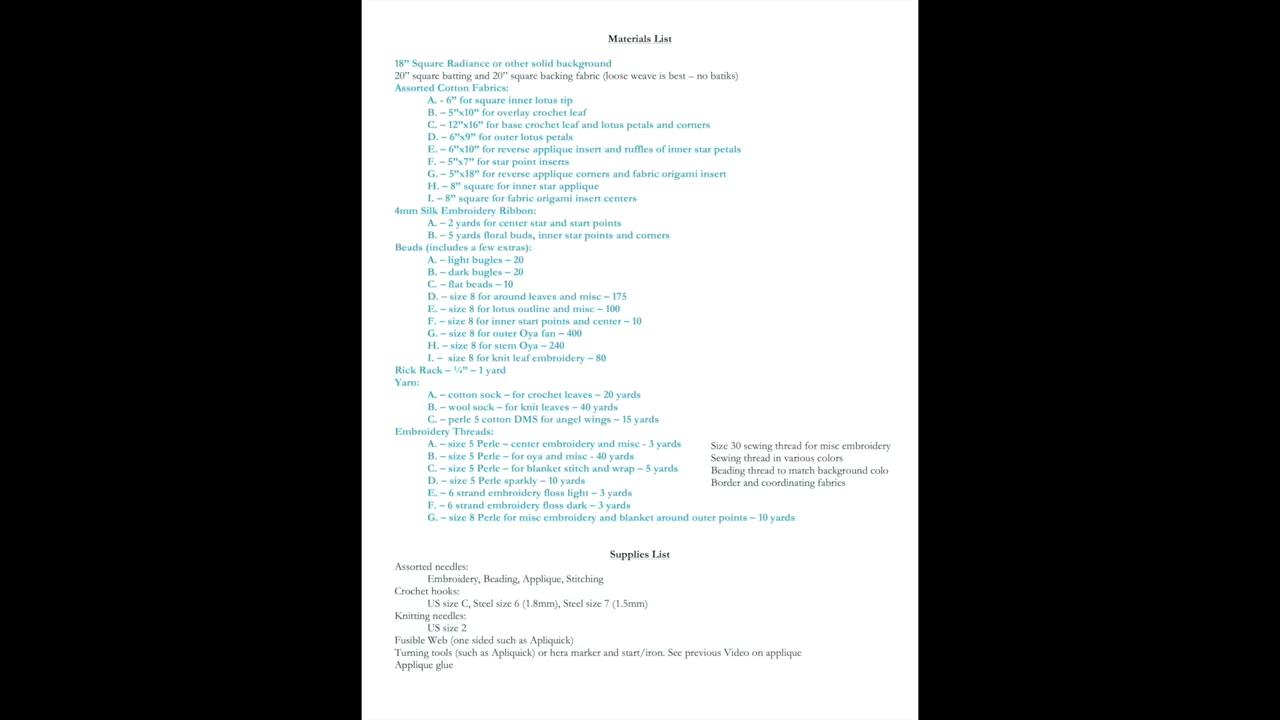 Materials List
18” Square Radiance or other solid background
20” square batting and 20” square backing fabric (loose weave is best – no batiks)
Assorted Cotton Fabrics:
A. - 6” for square inner lotus tip
B. – 5”x10” for overlay crochet leaf
C. – 12”x16” for base crochet leaf and lotus petals and corners
D. – 6”x9” for outer lotus petals
E. – 6”x10” for reverse applique insert and ruffles of inner star petals
F. – 5”x7” for star point inserts
G. – 5”x18” for reverse applique corners and fabric origami insert
H. – 8” square for inner star applique
I. – 8” square for fabric origami insert centers
4mm Silk Embroidery Ribbon:
A. – 2 yards for center star and start points
B. – 5 yards floral buds, inner star points and corners
Beads (includes a few extras):
A. – light bugles – 20
B. – dark bugles – 20
C. – flat beads – 10
D. – size 8 for around leaves and misc – 175
E. – size 8 for lotus outline and misc – 100
F. – size 8 for inner start points and center – 10
G. – size 8 for outer Oya fan – 400
H. – size 8 for stem Oya – 240
I. –  size 8 for knit leaf embroidery – 80
Rick Rack – ¼” – 1 yard
Yarn:
A. – cotton sock – for crochet leaves – 20 yards
B. – wool sock – for knit leaves – 40 yards
C. – perle 5 cotton DMS for angel wings – 15 yards
Embroidery Threads:
A. – size 5 Perle – center embroidery and misc - 3 yards
B. – size 5 Perle – for oya and misc - 40 yards
C. – size 5 Perle – for blanket stitch and wrap – 5 yards
D. – size 5 Perle sparkly – 10 yards
E. – 6 strand embroidery floss light – 3 yards
F. – 6 strand embroidery floss dark – 3 yards
G. – size 8 Perle for misc embroidery and blanket around outer points – 10 yards
Size 30 sewing thread for misc embroidery
Sewing thread in various colors
Beading thread to match background colo
Border and coordinating fabrics
Supplies List
Assorted needles:
Embroidery, Beading, Applique, Stitching
Crochet hooks:
US size C, Steel size 6 (1.8mm), Steel size 7 (1.5mm)
Knitting needles:
US size 2
Fusible Web (one sided such as Apliquick)
Turning tools (such as Apliquick) or hera marker and start/iron. See previous Video on applique
Applique glue